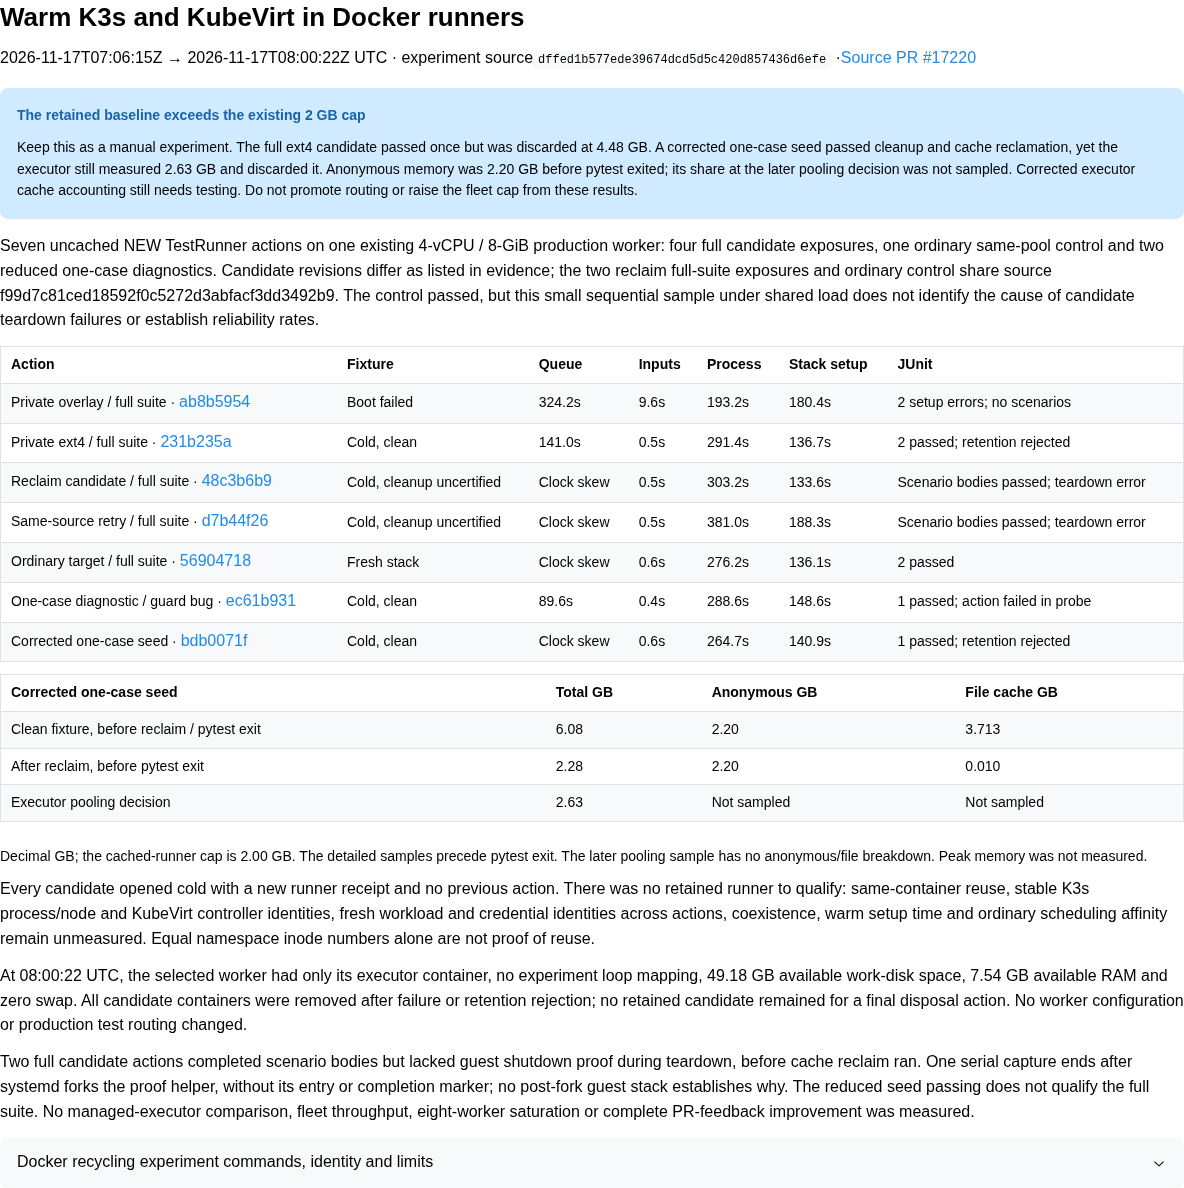 Warm K3s and KubeVirt in Docker runners
2026-11-17T07:06:15Z → 2026-11-17T08:00:22Z UTC · experiment source dffed1b577ede39674dcd5d5c420d857436d6efe ·Source PR #17220
The retained baseline exceeds the existing 2 GB cap
Keep this as a manual experiment. The full ext4 candidate passed once but was discarded at 4.48 GB. A corrected one-case seed passed cleanup and cache reclamation, yet the
executor still measured 2.63 GB and discarded it. Anonymous memory was 2.20 GB before pytest exited; its share at the later pooling decision was not sampled. Corrected executor
cache accounting still needs testing. Do not promote routing or raise the fleet cap from these results.
Seven uncached NEW TestRunner actions on one existing 4-vCPU / 8-GiB production worker: four full candidate exposures, one ordinary same-pool control and two
reduced one-case diagnostics. Candidate revisions differ as listed in evidence; the two reclaim full-suite exposures and ordinary control share source
f99d7c81ced18592f0c5272d3abfacf3dd3492b9. The control passed, but this small sequential sample under shared load does not identify the cause of candidate
teardown failures or establish reliability rates.
Action Fixture Queue Inputs Process Stack setup JUnit
Private overlay / full suite · ab8b5954 Boot failed 324.2s 9.6s 193.2s 180.4s 2 setup errors; no scenarios
Private ext4 / full suite · 231b235a Cold, clean 141.0s 0.5s 291.4s 136.7s 2 passed; retention rejected
Reclaim candidate / full suite · 48c3b6b9 Cold, cleanup uncertified Clock skew 0.5s 303.2s 133.6s Scenario bodies passed; teardown error
Same-source retry / full suite · d7b44f26 Cold, cleanup uncertified Clock skew 0.5s 381.0s 188.3s Scenario bodies passed; teardown error
Ordinary target / full suite · 56904718 Fresh stack Clock skew 0.6s 276.2s 136.1s 2 passed
One-case diagnostic / guard bug · ec61b931 Cold, clean 89.6s 0.4s 288.6s 148.6s 1 passed; action failed in probe
Corrected one-case seed · bdb0071f Cold, clean Clock skew 0.6s 264.7s 140.9s 1 passed; retention rejected
Corrected one-case seed Total GB Anonymous GB File cache GB
Clean fixture, before reclaim / pytest exit 6.08 2.20 3.713
After reclaim, before pytest exit 2.28 2.20 0.010
Executor pooling decision 2.63 Not sampled Not sampled
Decimal GB; the cached-runner cap is 2.00 GB. The detailed samples precede pytest exit. The later pooling sample has no anonymous/file breakdown. Peak memory was not measured.
Every candidate opened cold with a new runner receipt and no previous action. There was no retained runner to qualify: same-container reuse, stable K3s
process/node and KubeVirt controller identities, fresh workload and credential identities across actions, coexistence, warm setup time and ordinary scheduling affinity
remain unmeasured. Equal namespace inode numbers alone are not proof of reuse.
At 08:00:22 UTC, the selected worker had only its executor container, no experiment loop mapping, 49.18 GB available work-disk space, 7.54 GB available RAM and
zero swap. All candidate containers were removed after failure or retention rejection; no retained candidate remained for a final disposal action. No worker configuration
or production test routing changed.
Two full candidate actions completed scenario bodies but lacked guest shutdown proof during teardown, before cache reclaim ran. One serial capture ends after
systemd forks the proof helper, without its entry or completion marker; no post-fork guest stack establishes why. The reduced seed passing does not qualify the full
suite. No managed-executor comparison, fleet throughput, eight-worker saturation or complete PR-feedback improvement was measured.
Docker recycling experiment commands, identity and limits